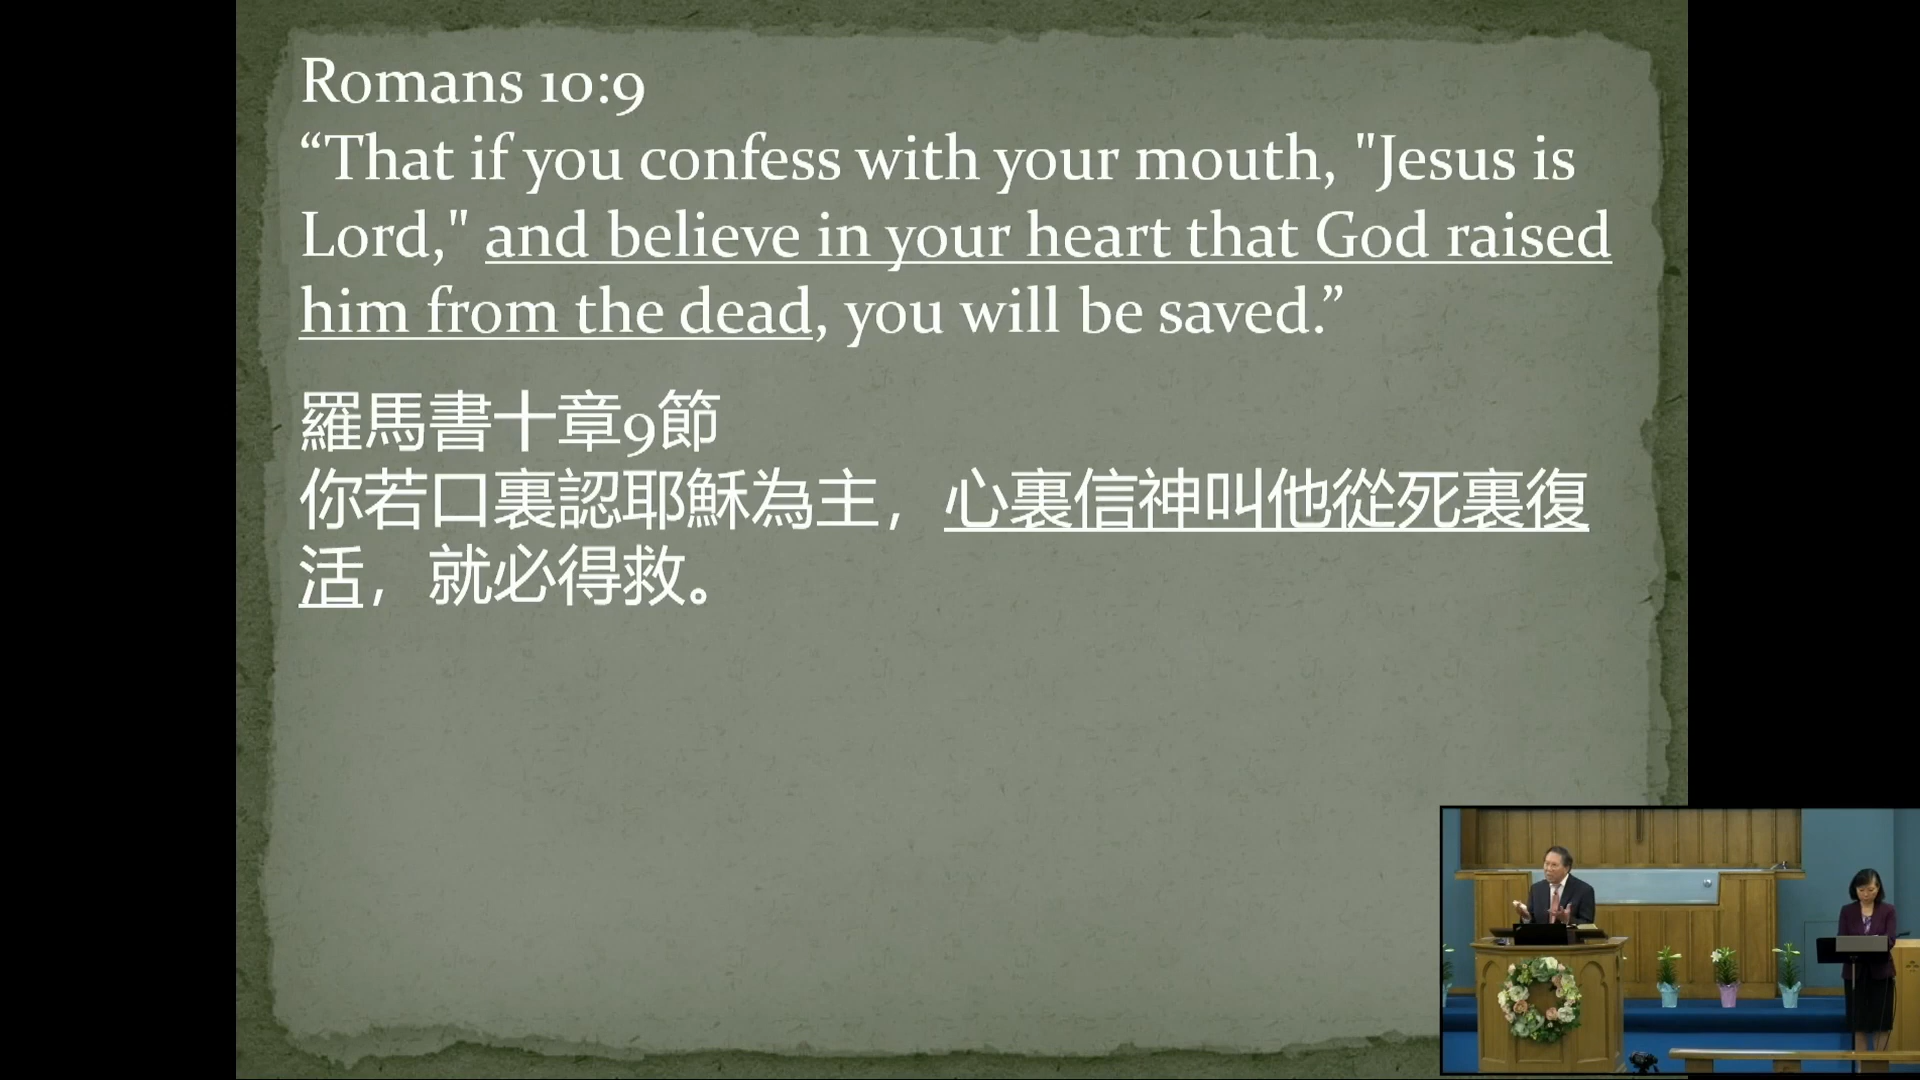 Romans 10:9
“That if you confess with your mouth, "Jesus is
Lord," and believe in your heart that God raised
him from the dead, you will be saved.”
羅馬書十章9節
你若口裏認耶穌為主，心裏信神叫他從死裏復
活，就必得救。